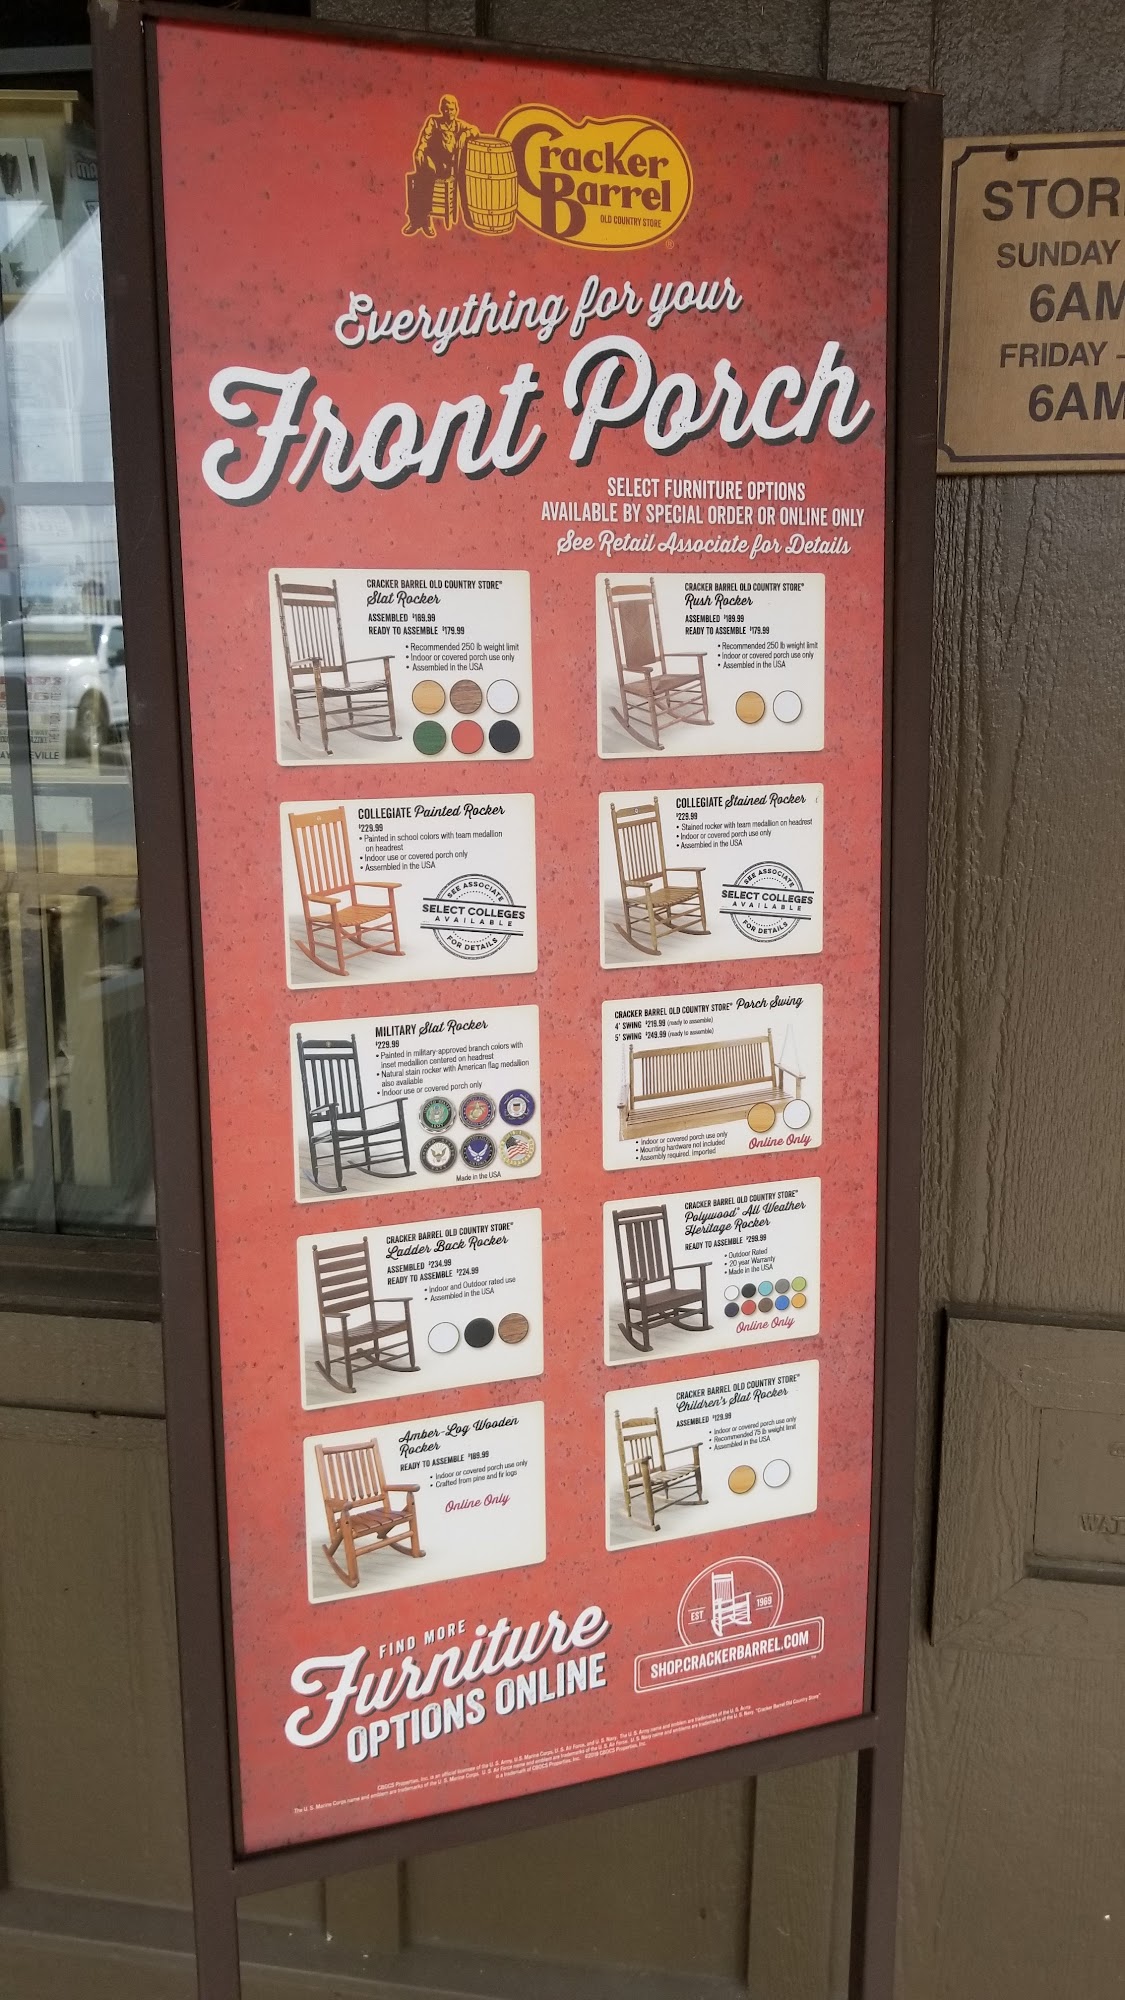 Cracker
Barrel
OLD COUNTRY STORE
®
Everything for your
Front Porch
SELECT FURNITURE OPTIONS
AVAILABLE BY SPECIAL ORDER OR ONLINE ONLY
See Retail Associate for Details
CRACKER BARREL OLD COUNTRY STORE®
Slat Rocker
ASSEMBLED $189.99
READY TO ASSEMBLE $179.99
• Recommended 250 lb weight limit
• Indoor or covered porch use only
• Assembled in the USA
CRACKER BARREL OLD COUNTRY STORE®
Rush Rocker
ASSEMBLED $189.99
READY TO ASSEMBLE $179.99
• Recommended 250 lb weight limit
• Indoor or covered porch use only
• Assembled in the USA
COLLEGIATE Painted Rocker
$229.99
• Painted in school colors with team medallion
on headrest
• Indoor use or covered porch only
• Assembled in the USA
SEE ASSOCIATE
SELECT COLLEGES
AVAILABLE
FOR DETAILS
COLLEGIATE Stained Rocker
$229.99
• Stained rocker with team medallion on headrest
• Indoor or covered porch use only
• Assembled in the USA
SEE ASSOCIATE
SELECT COLLEGES
AVAILABLE
FOR DETAILS
MILITARY Slat Rocker
$229.99
• Painted in military-approved branch colors with
inset medallion centered on headrest
• Natural stain rocker with American flag medallion
also available
• Indoor use or covered porch only
Made in the USA
CRACKER BARREL OLD COUNTRY STORE® Porch Swing
4' SWING $219.99 (ready to assemble)
5' SWING $249.99 (ready to assemble)
• Indoor or covered porch use only
• Mounting hardware not included
• Assembly required. Imported
Online Only
CRACKER BARREL OLD COUNTRY STORE®
Ladder Back Rocker
ASSEMBLED $234.99
READY TO ASSEMBLE $224.99
• Indoor and Outdoor rated use
• Assembled in the USA
CRACKER BARREL OLD COUNTRY STORE®
Polywood® All Weather
Heritage Rocker
READY TO ASSEMBLE $299.99
• Outdoor Rated
• 20 year Warranty
• Made in the USA
Online Only
Amber-Log Wooden
Rocker
READY TO ASSEMBLE $189.99
• Indoor or covered porch use only
• Crafted from pine and fir logs
Online Only
CRACKER BARREL OLD COUNTRY STORE®
Children's Slat Rocker
ASSEMBLED $129.99
• Indoor or covered porch use only
• Recommended 75 lb weight limit
• Assembled in the USA
FIND MORE
Furniture
OPTIONS ONLINE
EST 1969
SHOP.CRACKERBARREL.COM
STOR
SUNDAY
6AM
FRIDAY -
6AM